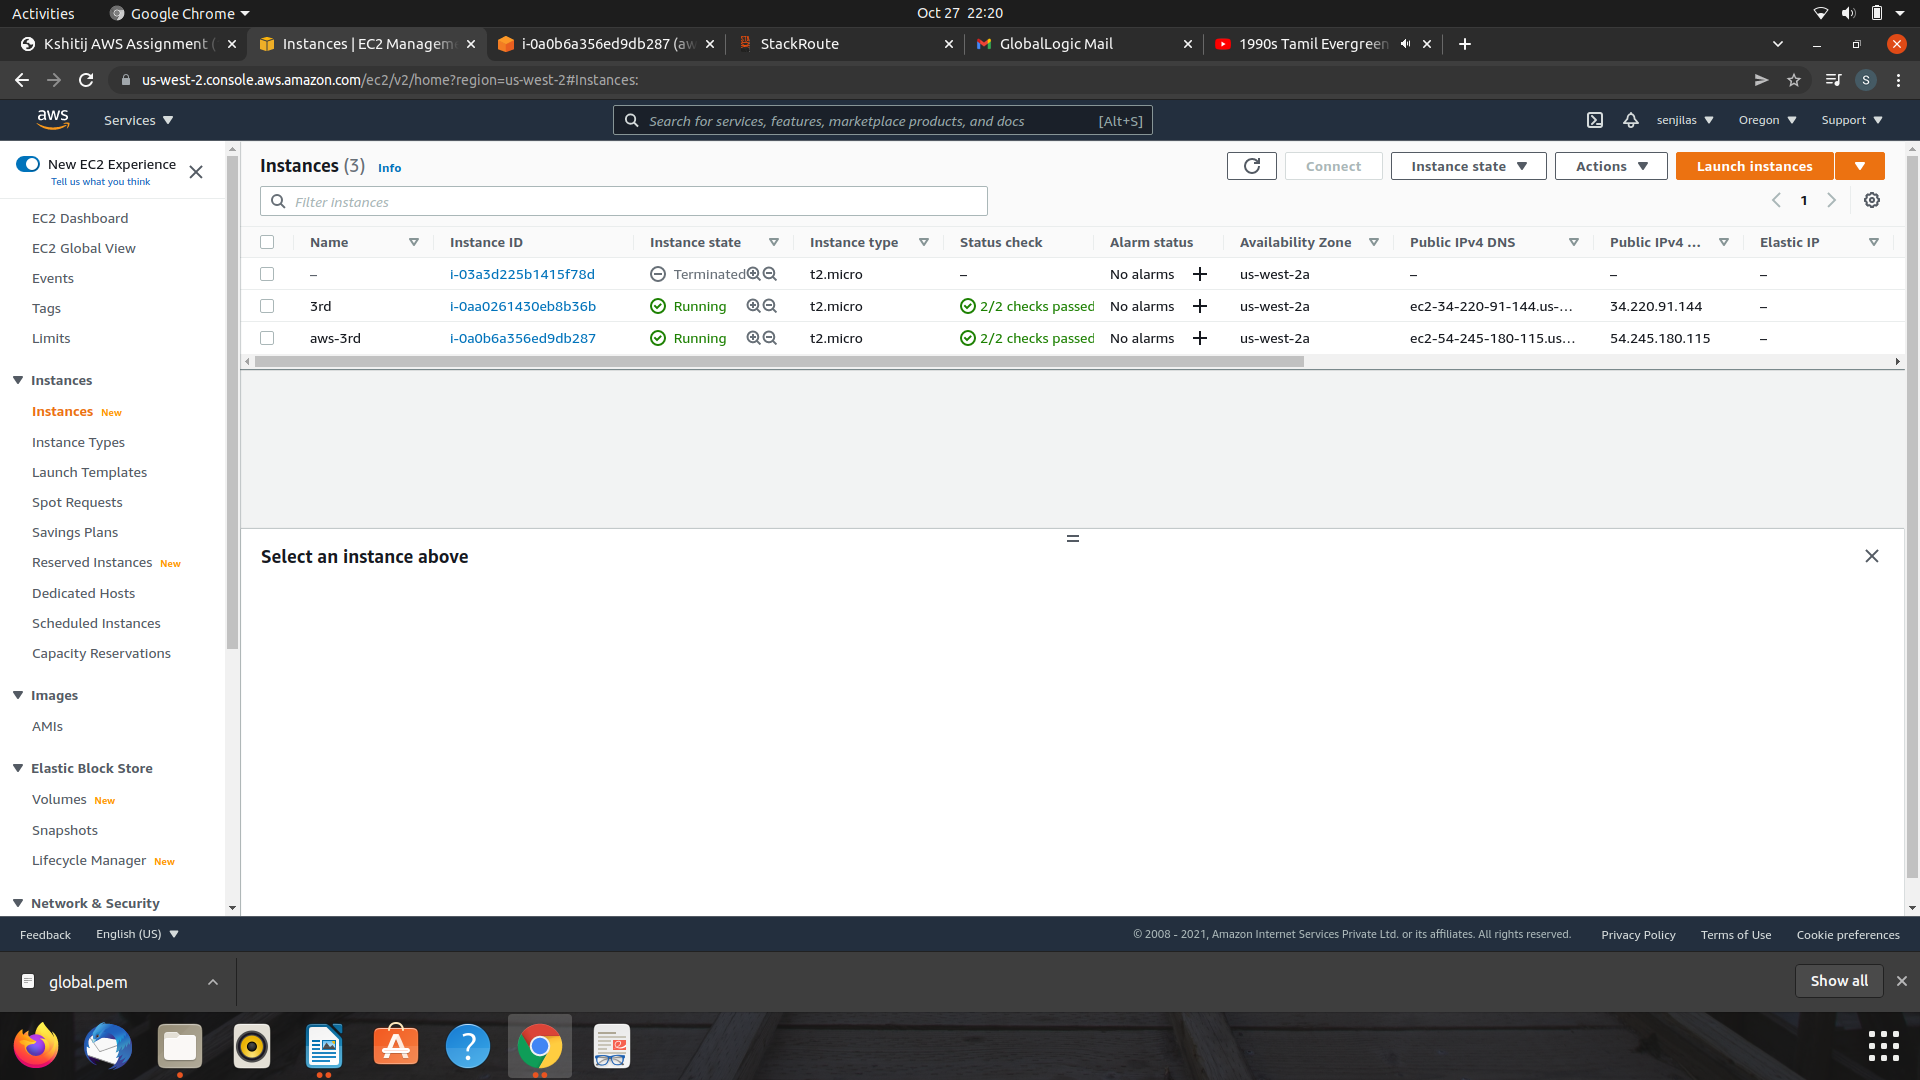 Activities
Google Chrome
Oct 27 22:20
Kshitij AWS Assignment (
Instances | EC2 Managem
i-0a0b6a356ed9db287 (aw
StackRoute
GlobalLogic Mail
1990s Tamil Evergreen
us-west-2.console.aws.amazon.com/ec2/v2/home?region=us-west-2#Instances:
S
aws
Services
Search for services, features, marketplace products, and docs [Alt+S]
senjilas
Oregon
Support
New EC2 Experience
Tell us what you think
EC2 Dashboard
EC2 Global View
Events
Tags
Limits
Instances
Instances New
Instance Types
Launch Templates
Spot Requests
Savings Plans
Reserved Instances New
Dedicated Hosts
Scheduled Instances
Capacity Reservations
Images
AMIs
Elastic Block Store
Volumes New
Snapshots
Lifecycle Manager New
Network & Security
Instances (3) Info
Connect
Instance state
Actions
Launch instances
Filter instances
1
Name Instance ID Instance state Instance type Status check Alarm status Availability Zone Public IPv4 DNS Public IPv4 ... Elastic IP
– i-03a3d225b1415f78d Terminated t2.micro – No alarms + us-west-2a – – –
3rd i-0aa0261430eb8b36b Running t2.micro 2/2 checks passed No alarms + us-west-2a ec2-34-220-91-144.us-... 34.220.91.144 –
aws-3rd i-0a0b6a356ed9db287 Running t2.micro 2/2 checks passed No alarms + us-west-2a ec2-54-245-180-115.us... 54.245.180.115 –
Select an instance above
Feedback
English (US)
© 2008 - 2021, Amazon Internet Services Private Ltd. or its affiliates. All rights reserved.
Privacy Policy
Terms of Use
Cookie preferences
global.pem
Show all